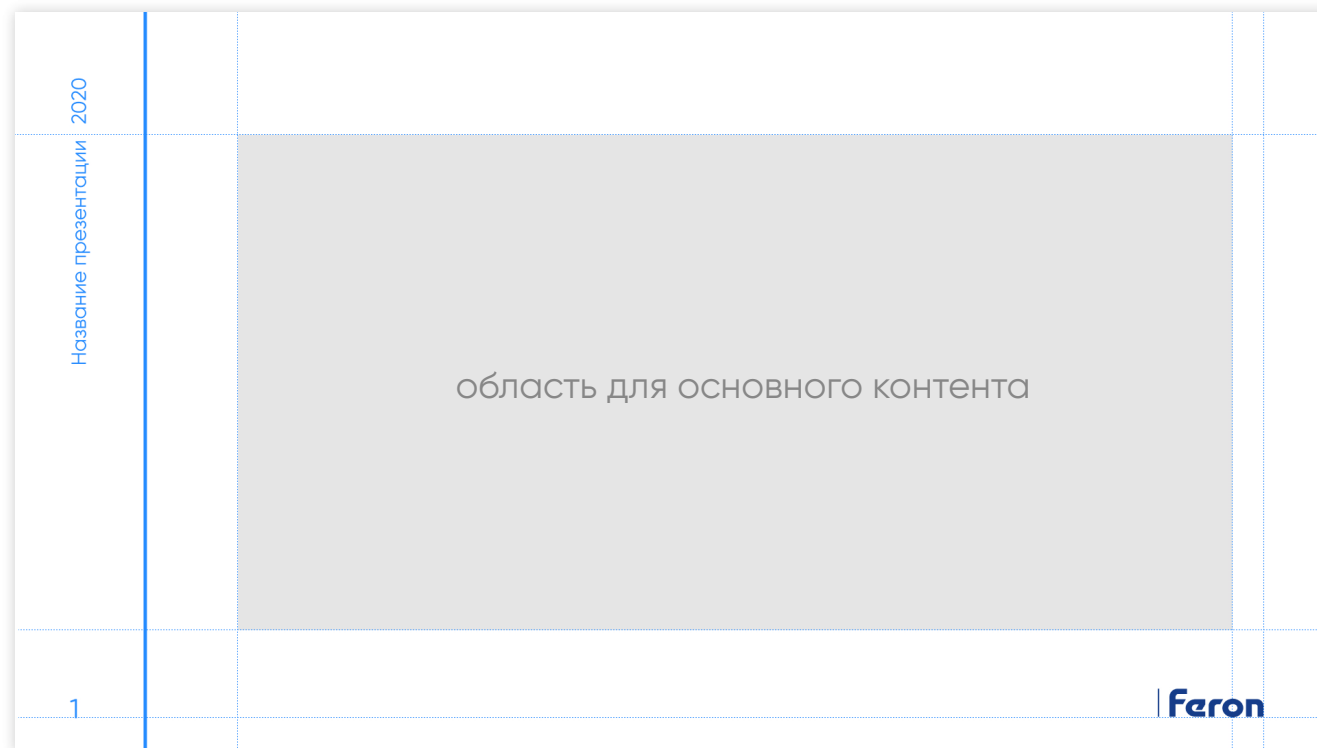 Название презентации 2020
область для основного контента
1
Feron